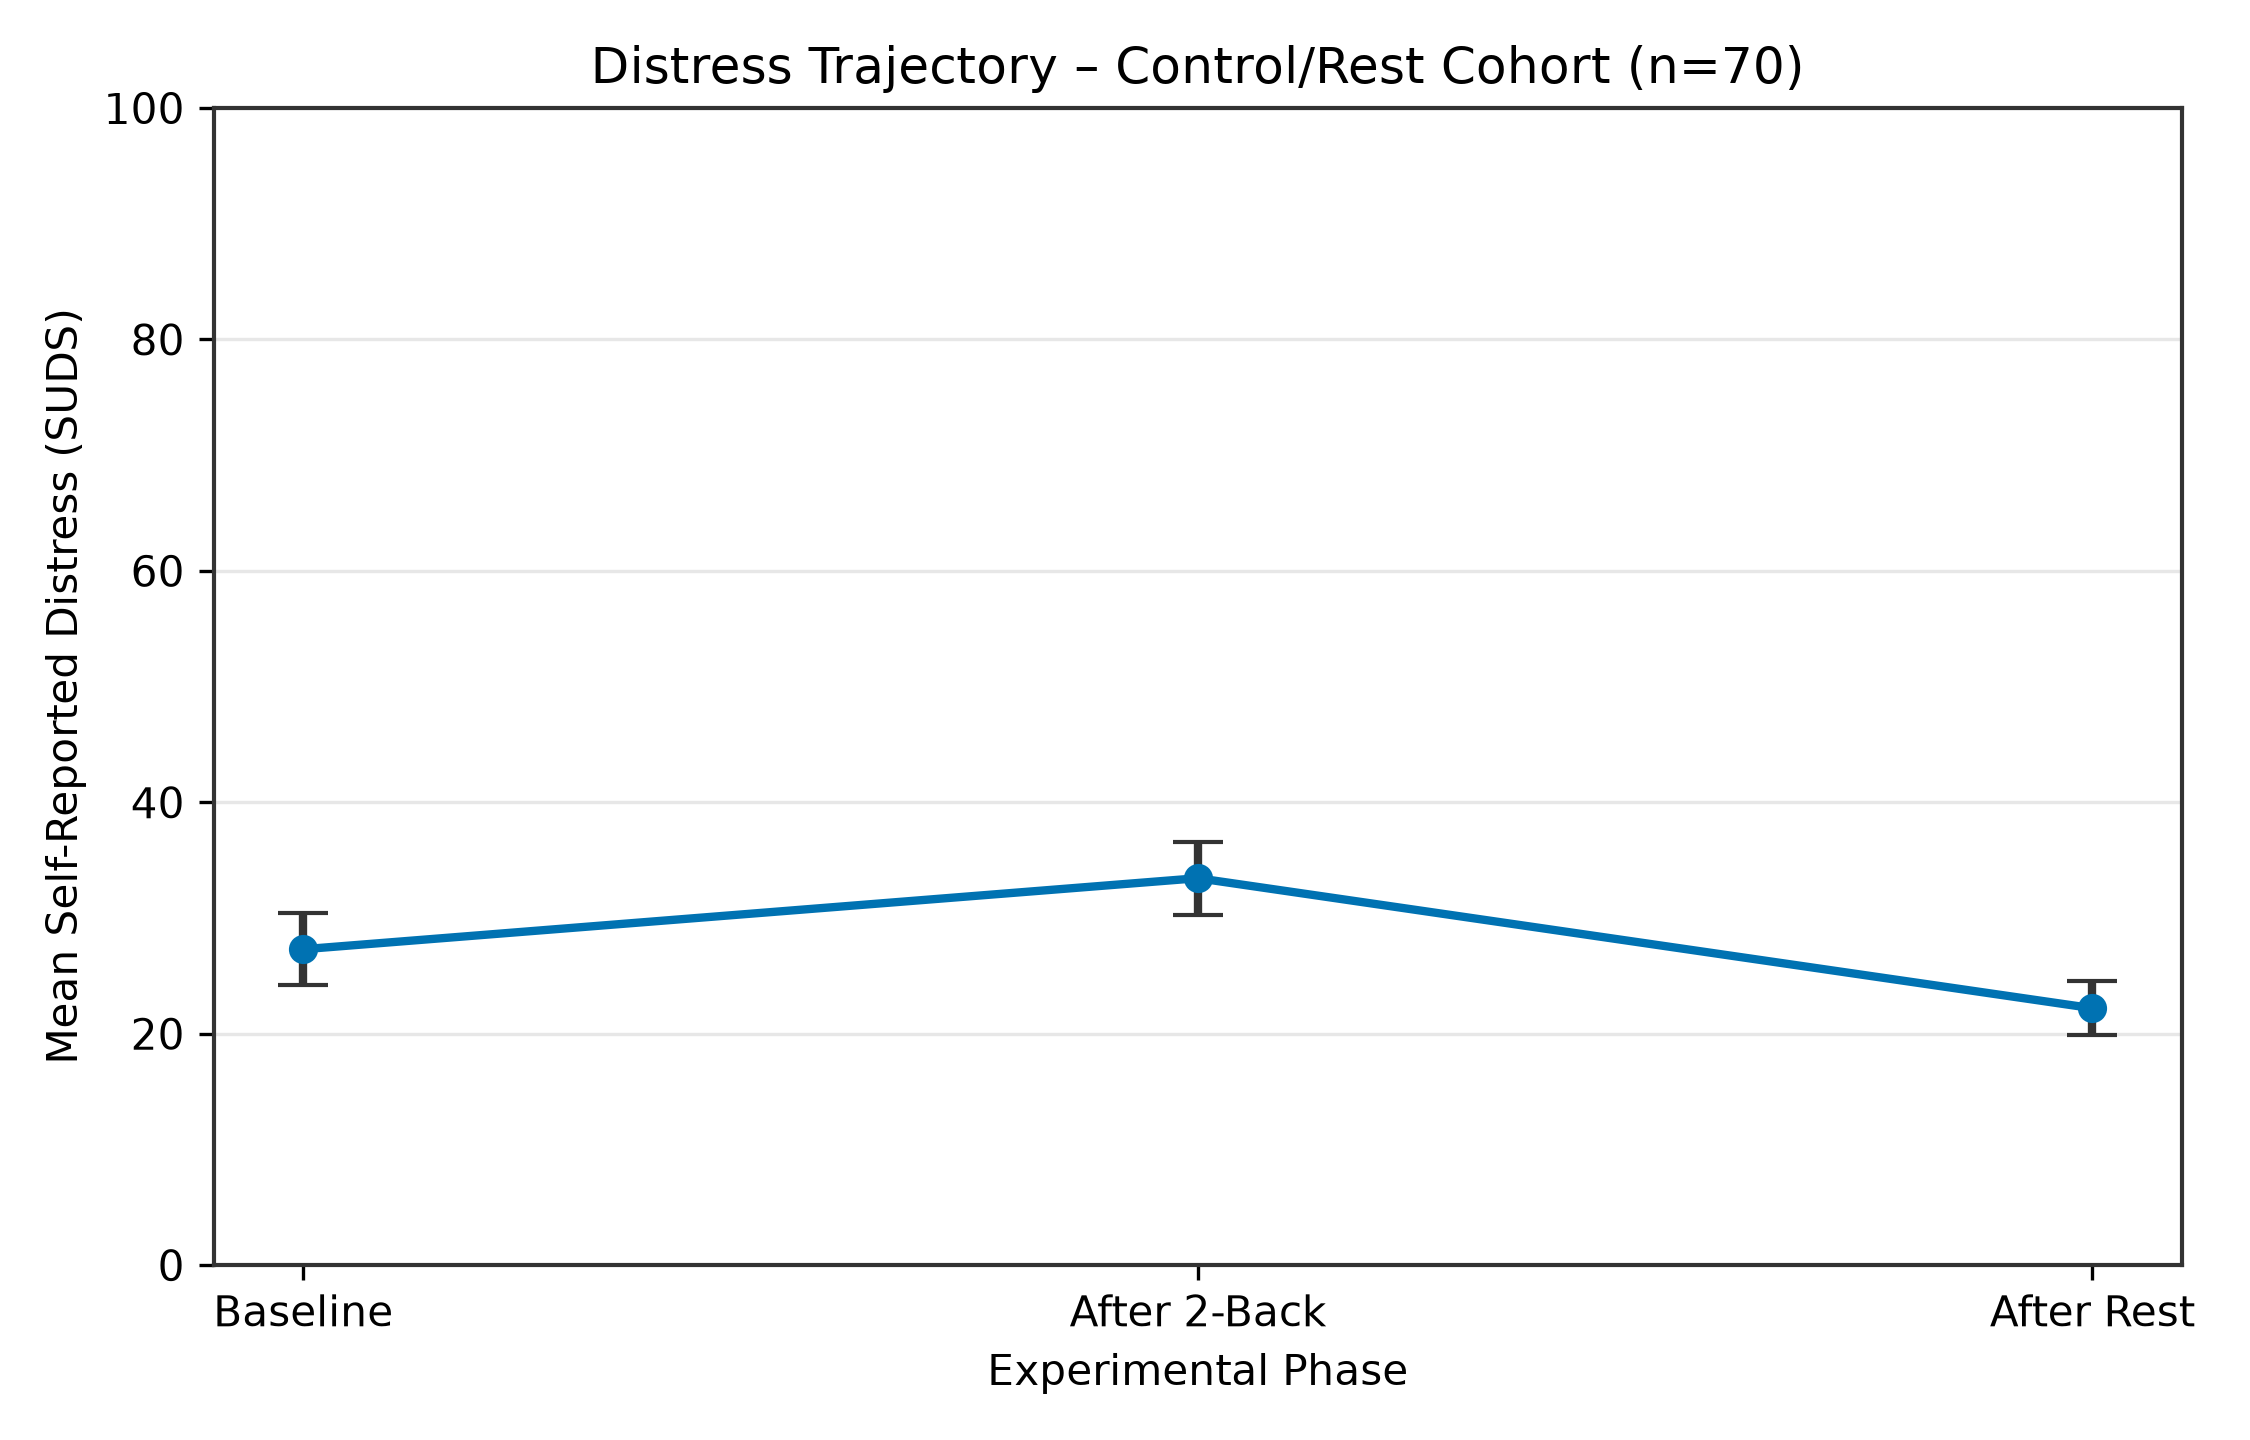 Distress Trajectory – Control/Rest Cohort (n=70)
Mean Self-Reported Distress (SUDS)
100
80
60
40
20
0
Baseline
After 2-Back
After Rest
Experimental Phase